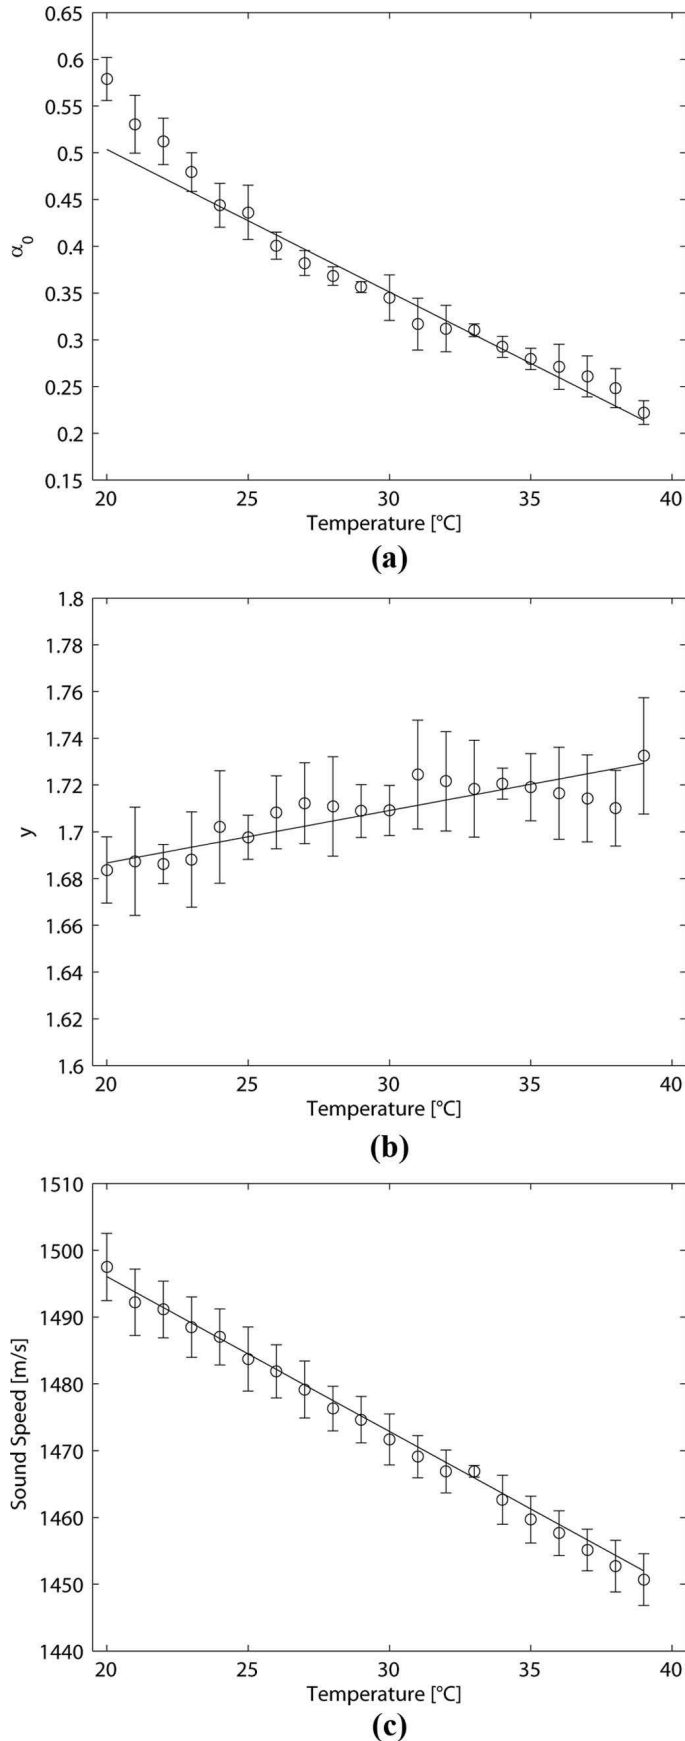 0.65
0.6
0.55
0.5
0.45
0.4
0.35
0.3
0.25
0.2
0.15
α0
20 25 30 35 40
Temperature [°C]
(a)
1.8
1.78
1.76
1.74
1.72
1.7
1.68
1.66
1.64
1.62
1.6
y
20 25 30 35 40
Temperature [°C]
(b)
1510
1500
1490
1480
1470
1460
1450
1440
Sound Speed [m/s]
20 25 30 35 40
Temperature [°C]
(c)